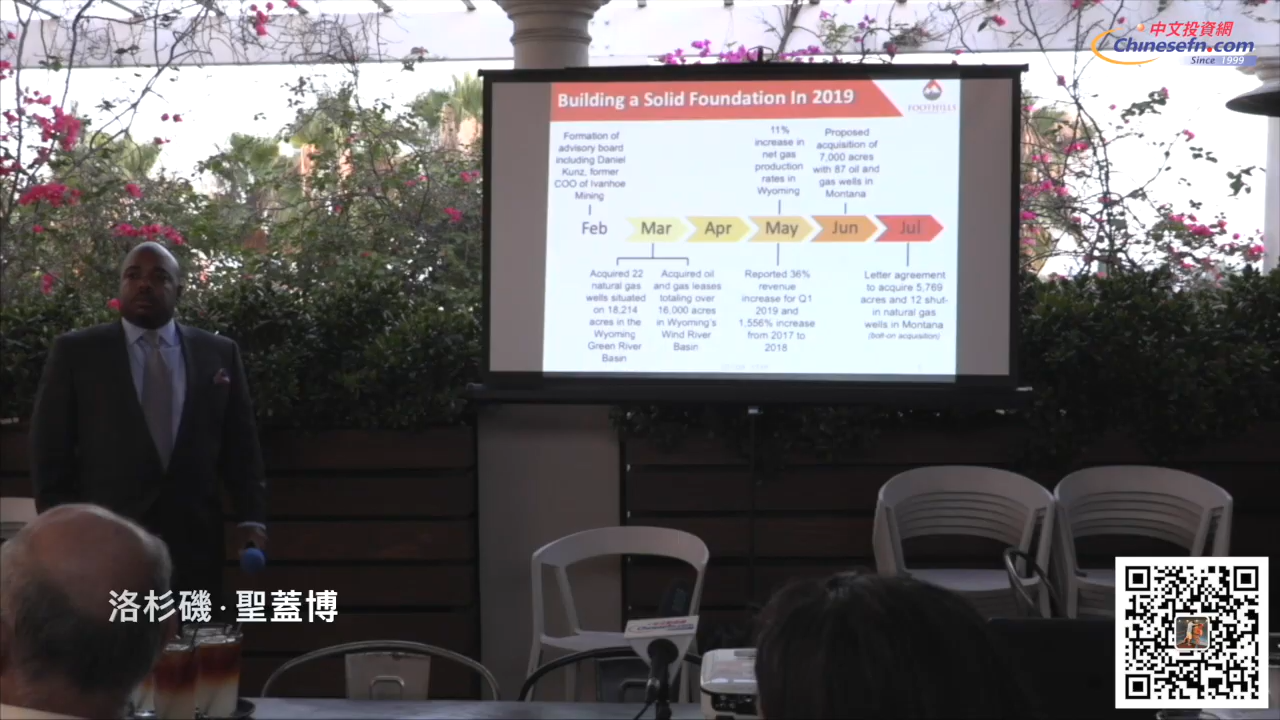 中文投資網
Chinesefn.com
Since 1999
Building a Solid Foundation In 2019
FOOTHILLS
Formation of
advisory board
including Daniel
Kunz, former
COO of Ivanhoe
Mining
11%
increase in
net gas
production
rates in
Wyoming
Proposed
acquisition of
7,000 acres
with 87 oil and
gas wells in
Montana
Feb Mar Apr May Jun Jul
Acquired 22
natural gas
wells situated
on 18,214
acres in the
Wyoming
Green River
Basin
Acquired oil
and gas leases
totaling over
16,000 acres
in Wyoming's
Wind River
Basin
Reported 36%
revenue
increase for Q1
2019 and
1,556% increase
from 2017 to
2018
Letter agreement
to acquire 5,769
acres and 12 shut-
in natural gas
wells in Montana
(bolt-on acquisition)
洛杉磯·聖蓋博
Chinesefn.com